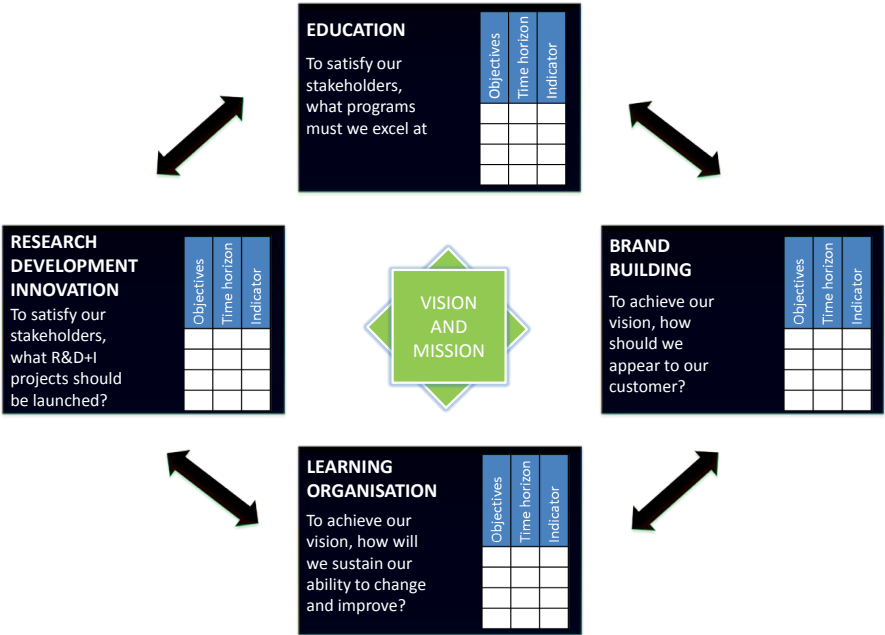 EDUCATION
To satisfy our
stakeholders,
what programs
must we excel at
Objectives
Time horizon
Indicator
RESEARCH
DEVELOPMENT
INNOVATION
To satisfy our
stakeholders,
what R&D+I
projects should
be launched?
Objectives
Time horizon
Indicator
VISION
AND
MISSION
BRAND
BUILDING
To achieve our
vision, how
should we
appear to our
customer?
Objectives
Time horizon
Indicator
LEARNING
ORGANISATION
To achieve our
vision, how will
we sustain our
ability to change
and improve?
Objectives
Time horizon
Indicator